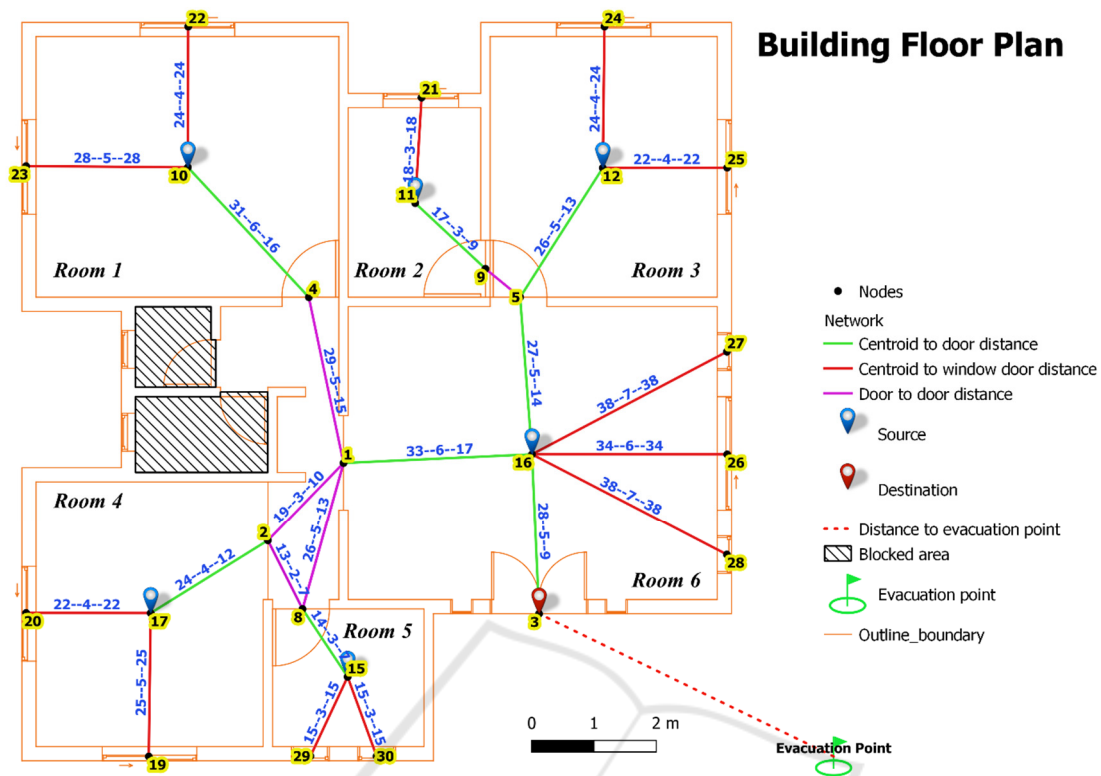 Building Floor Plan
22
24
24--4--24
24--4--24
21
18--3--18
28--5--28
23
10
11
12
22--4--22
25
31--6--16
17--3--9
26--5--13
Room 1
Room 2
Room 3
9
4
5
Nodes
Network
Centroid to door distance
Centroid to window door distance
Door to door distance
Source
Destination
Distance to evacuation point
Blocked area
Evacuation point
Outline_boundary
29--5--15
27--5--14
27
38--7--38
33--6--17
34--6--34
1
16
26
38--7--38
Room 4
19--3--10
26--5--13
28--5--9
2
13--2--7
24--4--12
28
Room 6
22--4--22
20
17
8
14--3--7
Room 5
3
15
25--5--25
15--3--15
15--3--15
19
29
30
0 1 2 m
Evacuation Point